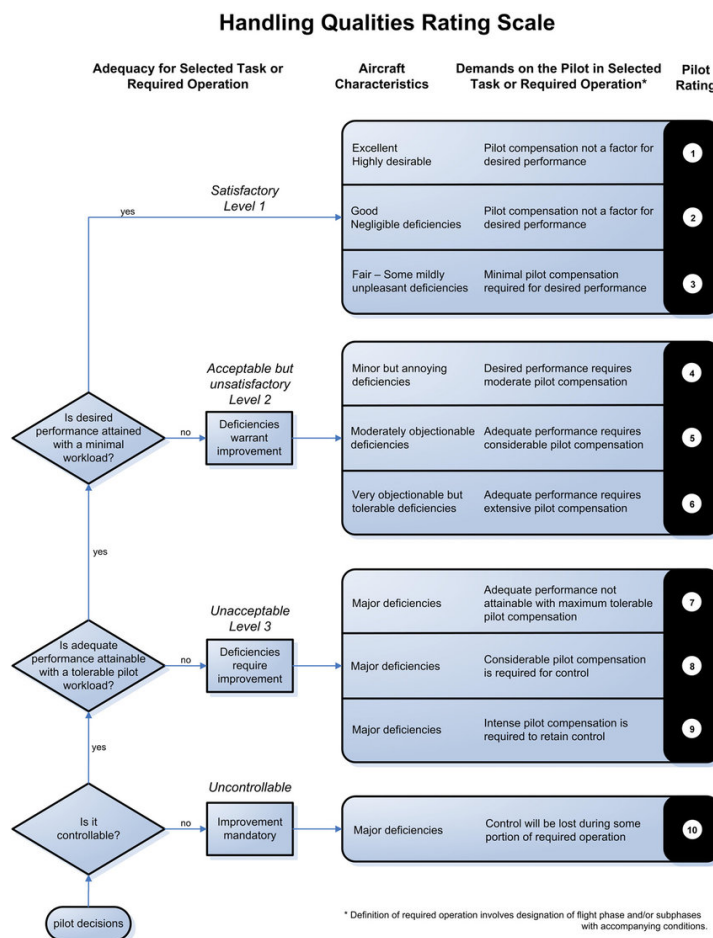 Handling Qualities Rating Scale
Adequacy for Selected Task or
Required Operation
Aircraft
Characteristics
Demands on the Pilot in Selected
Task or Required Operation*
Pilot
Rating
Satisfactory
Level 1
yes
Excellent
Highly desirable
Pilot compensation not a factor for
desired performance
1
Good
Negligible deficiencies
Pilot compensation not a factor for
desired performance
2
Fair – Some mildly
unpleasant deficiencies
Minimal pilot compensation
required for desired performance
3
Is desired
performance attained
with a minimal
workload?
no
Acceptable but
unsatisfactory
Level 2
Deficiencies
warrant
improvement
Minor but annoying
deficiencies
Desired performance requires
moderate pilot compensation
4
Moderately objectionable
deficiencies
Adequate performance requires
considerable pilot compensation
5
Very objectionable but
tolerable deficiencies
Adequate performance requires
extensive pilot compensation
6
yes
Is adequate
performance attainable
with a tolerable pilot
workload?
no
Unacceptable
Level 3
Deficiencies
require
improvement
Major deficiencies
Adequate performance not
attainable with maximum tolerable
pilot compensation
7
Major deficiencies
Considerable pilot compensation
is required for control
8
Major deficiencies
Intense pilot compensation is
required to retain control
9
yes
Is it
controllable?
no
Uncontrollable
Improvement
mandatory
Major deficiencies
Control will be lost during some
portion of required operation
10
pilot decisions
* Definition of required operation involves designation of flight phase and/or subphases
with accompanying conditions.